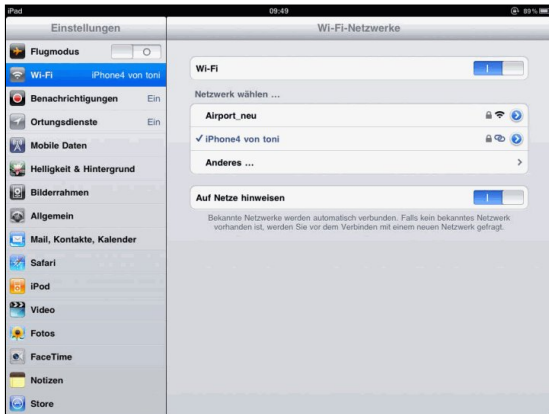 iPad 09:49 89%
Einstellungen
Flugmodus
Wi-Fi iPhone4 von toni
Benachrichtigungen Ein
Ortungsdienste Ein
Mobile Daten
Helligkeit & Hintergrund
Bilderrahmen
Allgemein
Mail, Kontakte, Kalender
Safari
iPod
Video
Fotos
FaceTime
Notizen
Store
Wi-Fi-Netzwerke
Wi-Fi
Netzwerk wählen ...
Airport_neu
iPhone4 von toni
Anderes ...
Auf Netze hinweisen
Bekannte Netzwerke werden automatisch verbunden. Falls kein bekanntes Netzwerk
vorhanden ist, werden Sie vor dem Verbinden mit einem neuen Netzwerk gefragt.